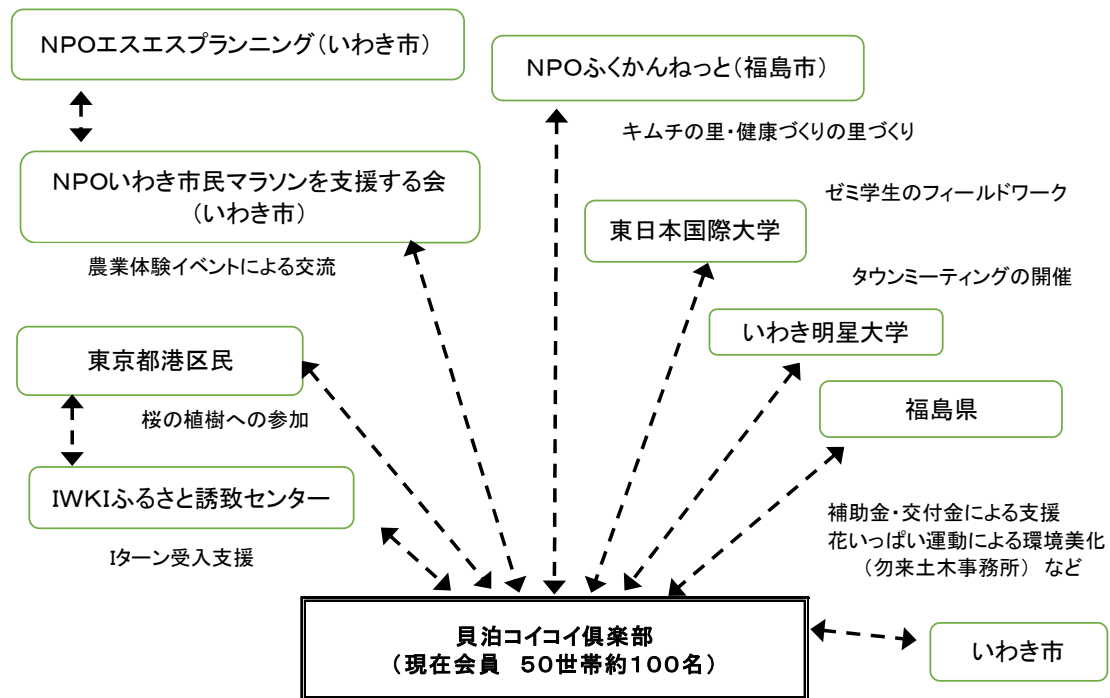 NPOエスエスプランニング(いわき市)
NPOふくかんねっと(福島市)
キムチの里・健康づくりの里づくり
NPOいわき市民マラソンを支援する会
(いわき市)
農業体験イベントによる交流
ゼミ学生のフィールドワーク
東日本国際大学
タウンミーティングの開催
いわき明星大学
東京都港区民
桜の植樹への参加
福島県
IWKIふるさと誘致センター
Iターン受入支援
補助金・交付金による支援
花いっぱい運動による環境美化
(勿来土木事務所) など
貝泊コイコイ倶楽部
(現在会員 50世帯約100名)
いわき市